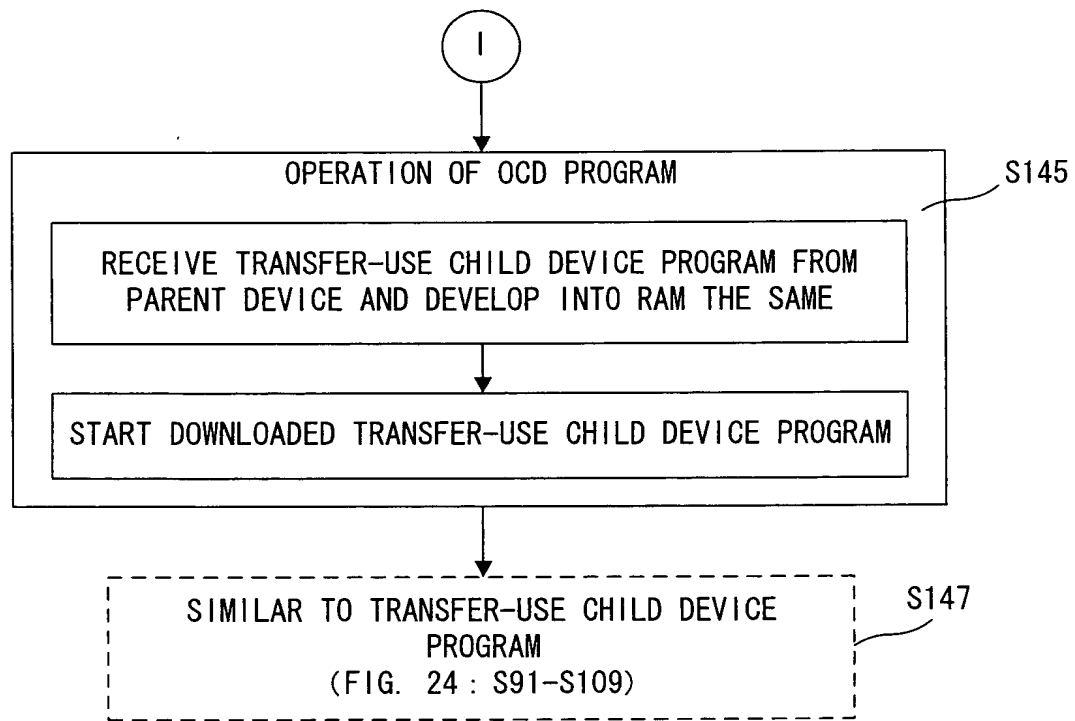 I
OPERATION OF OCD PROGRAM
S145
RECEIVE TRANSFER-USE CHILD DEVICE PROGRAM FROM
PARENT DEVICE AND DEVELOP INTO RAM THE SAME
START DOWNLOADED TRANSFER-USE CHILD DEVICE PROGRAM
S147
SIMILAR TO TRANSFER-USE CHILD DEVICE
PROGRAM
(FIG. 24 : S91-S109)